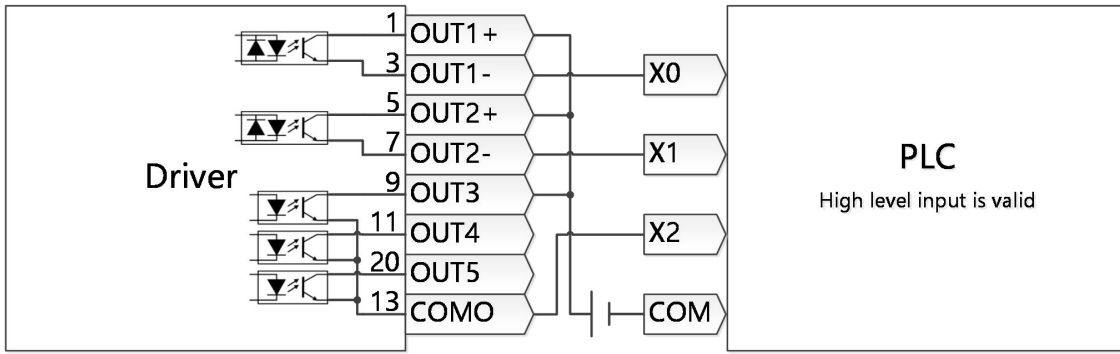 Driver
1
OUT1+
3
OUT1-
X0
5
OUT2+
7
OUT2-
X1
9
OUT3
11
OUT4
X2
20
OUT5
13
COMO
COM
PLC
High level input is valid